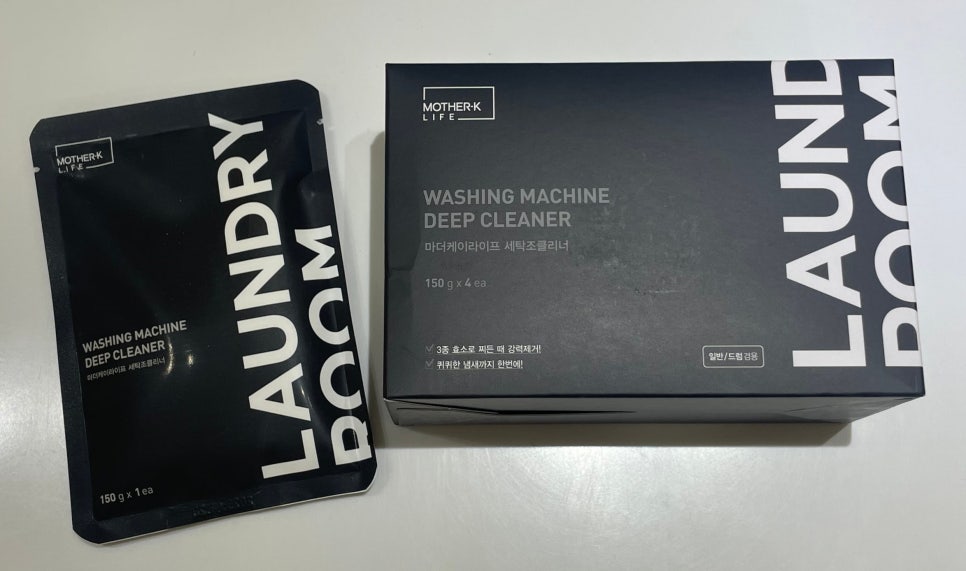 MOTHER-K
LIFE
LAUNDRY
ROOM
WASHING MACHINE
DEEP CLEANER
마더케이라이프 세탁조클리너
150 g x 1 ea
MOTHER-K
LIFE
WASHING MACHINE
DEEP CLEANER
마더케이라이프 세탁조클리너
150 g x 4 ea
3종 효소로 찌든 때 강력제거!
퀴퀴한 냄새까지 한번에!
일반/드럼 겸용
LAUND
ROOM